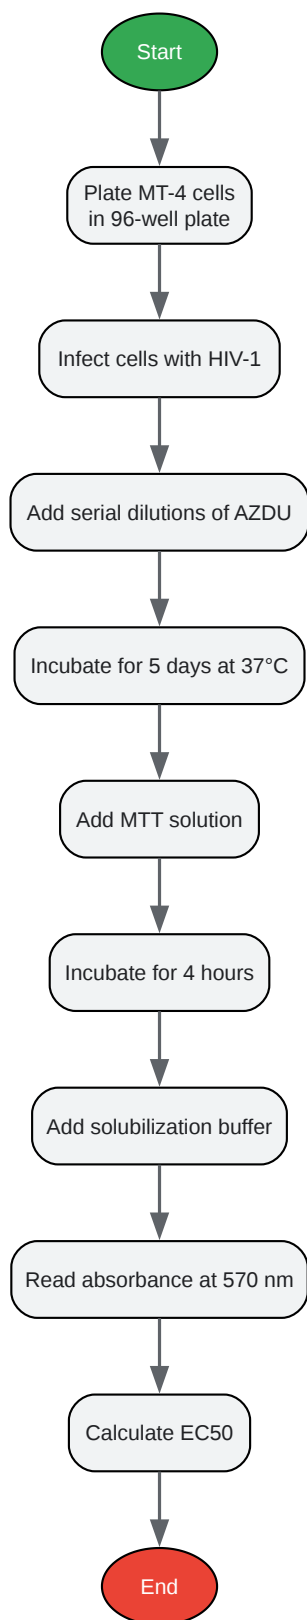 Start
Plate MT-4 cells
in 96-well plate
Infect cells with HIV-1
Add serial dilutions of AZDU
Incubate for 5 days at 37°C
Add MTT solution
Incubate for 4 hours
Add solubilization buffer
Read absorbance at 570 nm
Calculate EC50
End